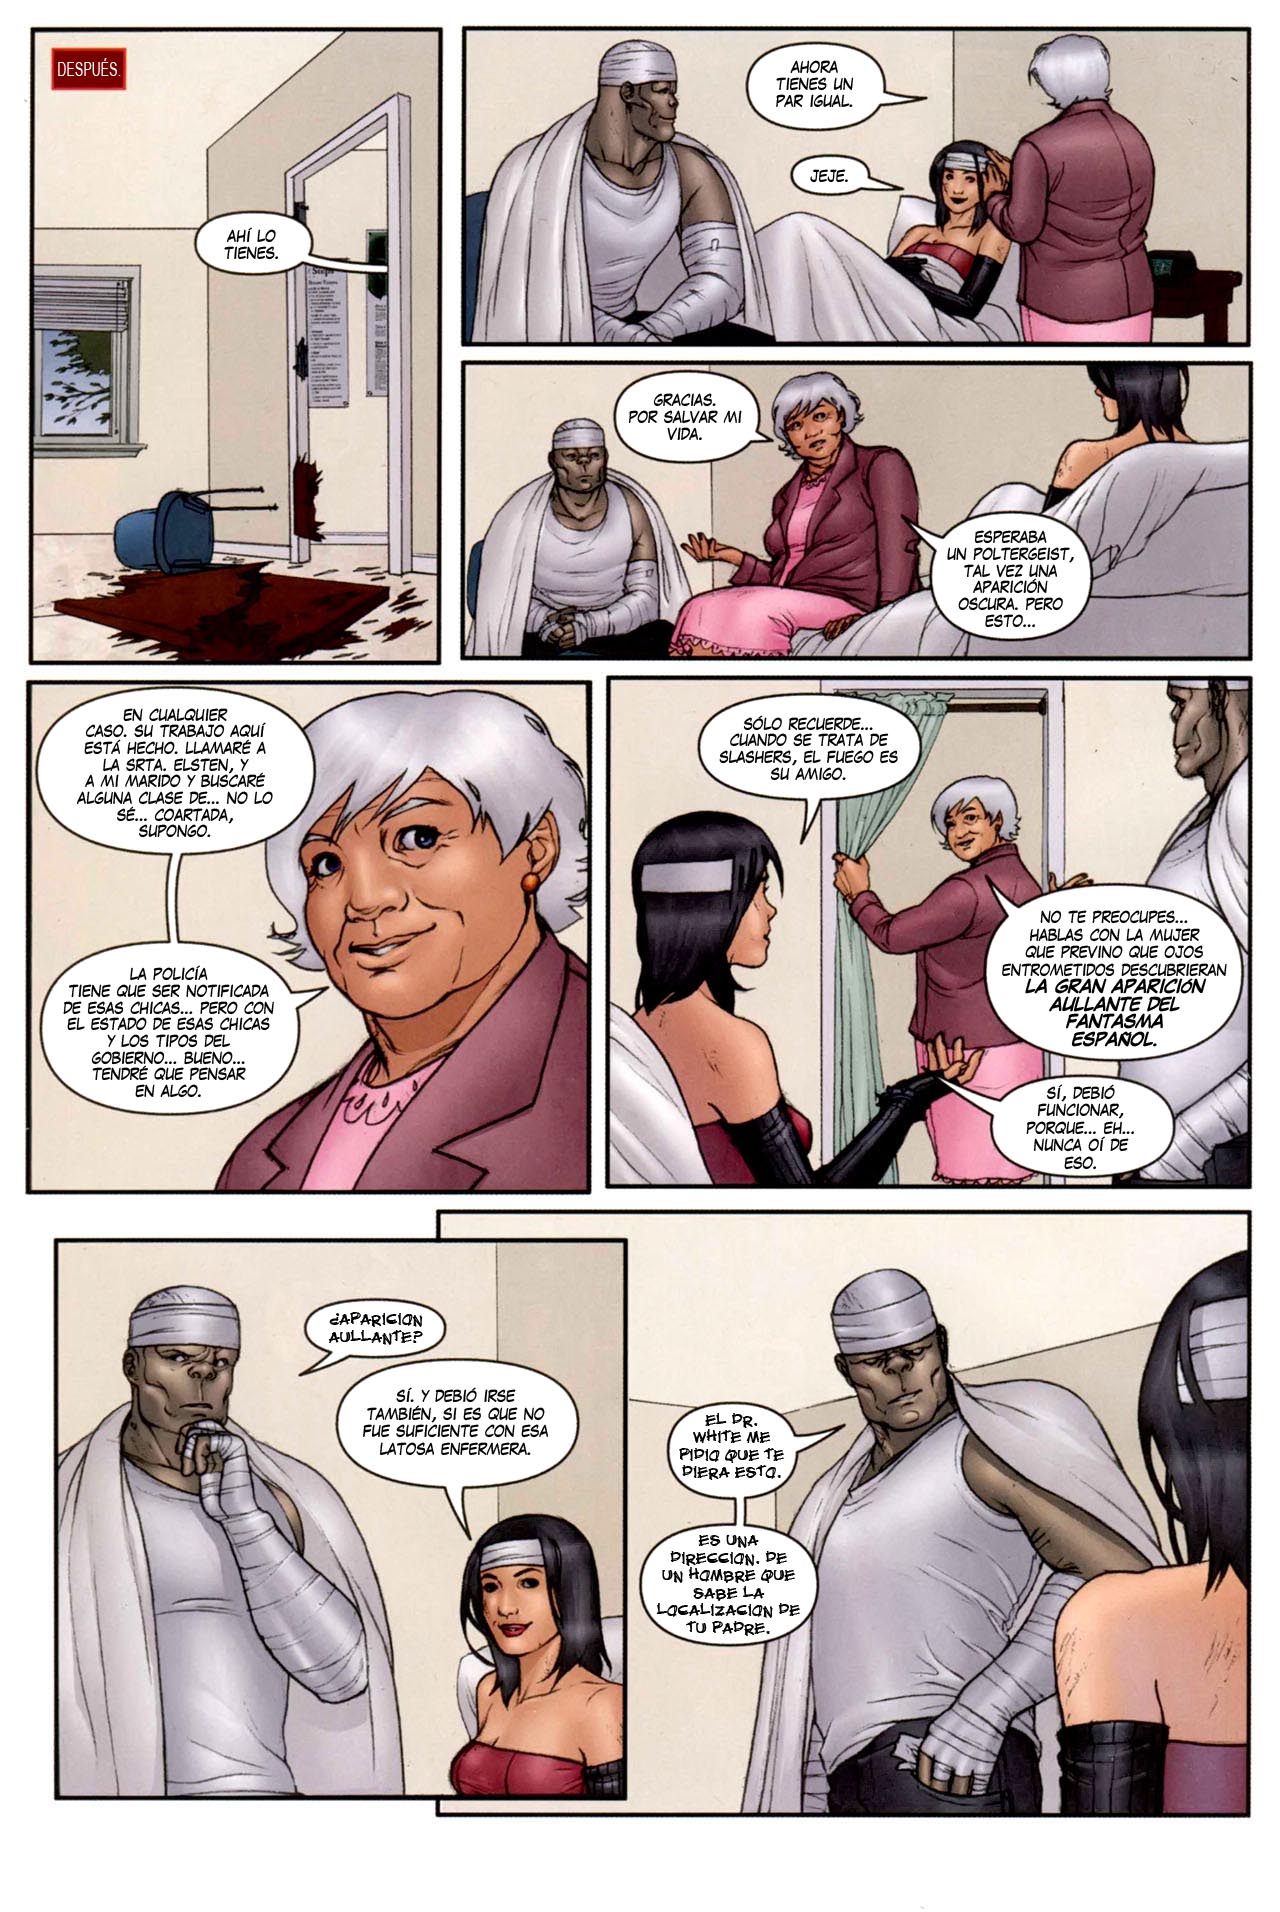 DESPUÉS.
AHÍ LO
TIENES.
AHORA
TIENES UN
PAR IGUAL.
JEJE.
GRACIAS.
POR SALVAR MI
VIDA.
ESPERABA
UN POLTERGEIST,
TAL VEZ UNA
APARICIÓN
OSCURA. PERO
ESTO...
EN CUALQUIER
CASO. SU TRABAJO AQUÍ
ESTÁ HECHO. LLAMARÉ A
LA SRTA. ELSTEN, Y
A MI MARIDO Y BUSCARÉ
ALGUNA CLASE DE... NO LO
SÉ... COARTADA,
SUPONGO.
LA POLICÍA
TIENE QUE SER NOTIFICADA
DE ESAS CHICAS... PERO CON
EL ESTADO DE ESAS CHICAS
Y LOS TIPOS DEL
GOBIERNO... BUENO...
TENDRÉ QUE PENSAR
EN ALGO.
SÓLO RECUERDE...
CUANDO SE TRATA DE
SLASHERS, EL FUEGO ES
SU AMIGO.
NO TE PREOCUPES...
HABLAS CON LA MUJER
QUE PREVINO QUE OJOS
ENTROMETIDOS DESCUBRIERAN
LA GRAN APARICIÓN
AULLANTE DEL
FANTASMA
ESPAÑOL.
SÍ, DEBIÓ
FUNCIONAR,
PORQUE... EH...
NUNCA OÍ DE
ESO.
¿APARICION
AULLANTE?
SÍ. Y DEBIÓ IRSE
TAMBIÉN, SI ES QUE NO
FUE SUFICIENTE CON ESA
LATOSA ENFERMERA.
EL DR.
WHITE ME
PIDIO QUE TE
DIERA ESTO.
ES UNA
DIRECCION. DE
UN HOMBRE QUE
SABE LA
LOCALIZACION DE
TU PADRE.